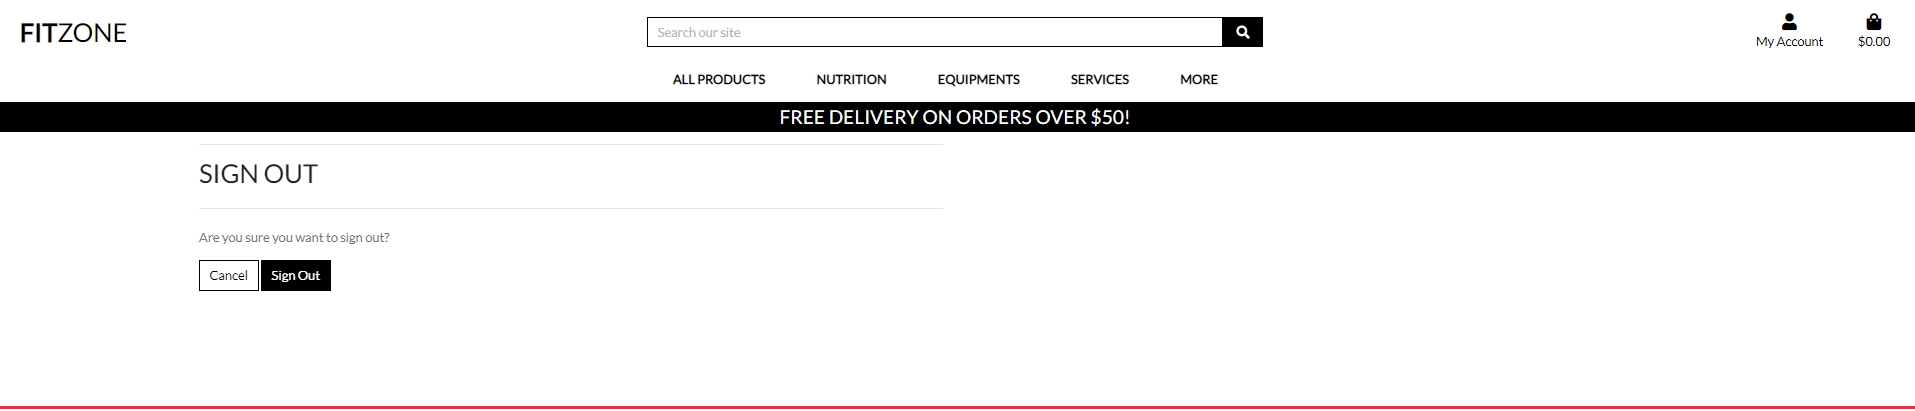 FITZONE
Search our site
My Account
$0.00
ALL PRODUCTS NUTRITION EQUIPMENTS SERVICES MORE
FREE DELIVERY ON ORDERS OVER $50!
SIGN OUT
Are you sure you want to sign out?
Cancel Sign Out